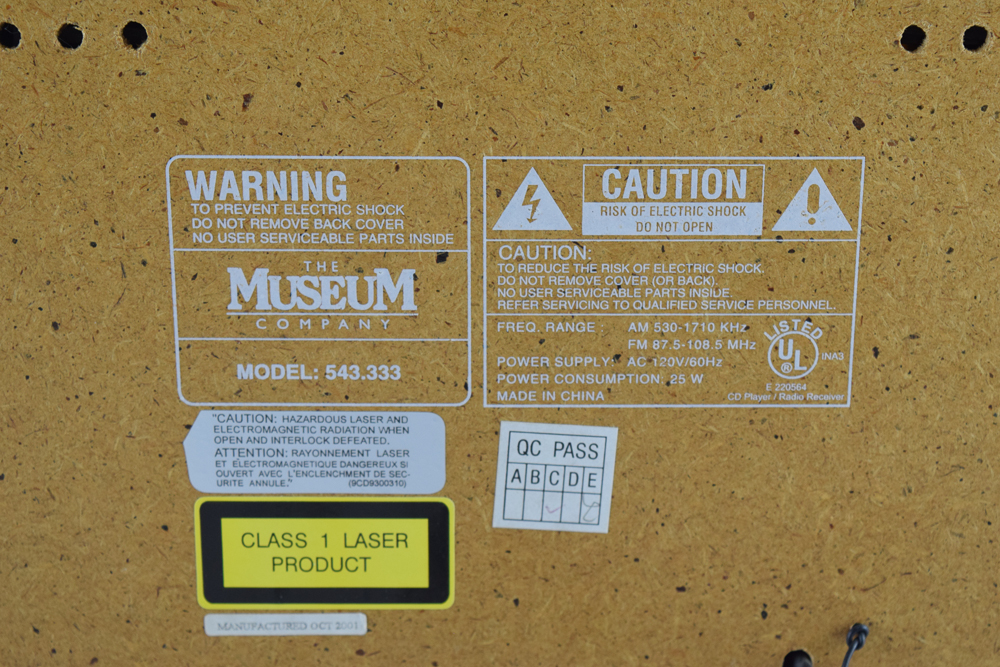 WARNING
TO PREVENT ELECTRIC SHOCK
DO NOT REMOVE BACK COVER
NO USER SERVICEABLE PARTS INSIDE
THE
MUSEUM
COMPANY
MODEL: 543.333
CAUTION
RISK OF ELECTRIC SHOCK
DO NOT OPEN
CAUTION:
TO REDUCE THE RISK OF ELECTRIC SHOCK.
DO NOT REMOVE COVER (OR BACK).
NO USER SERVICEABLE PARTS INSIDE
REFER SERVICING TO QUALIFIED SERVICE PERSONNEL.
FREQ. RANGE : AM 530-1710 KHz
FM 87.5-108.5 MHz
POWER SUPPLY: AC 120V/60Hz
POWER CONSUMPTION: 25 W
MADE IN CHINA
LISTED
UL ®
INA3
E 220564
CD Player / Radio Receiver
"CAUTION: HAZARDOUS LASER AND
ELECTROMAGNETIC RADIATION WHEN
OPEN AND INTERLOCK DEFEATED.
ATTENTION: RAYONNEMENT LASER
ET ELECTROMAGNETIQUE DANGEREUX SI
OUVERT AVEC L'ENCLENCHMENT DE SEC-
URITE ANNULE." (9CD9300310)
QC PASS
A B C D E
CLASS 1 LASER
PRODUCT
MANUFACTURED OCT 2001